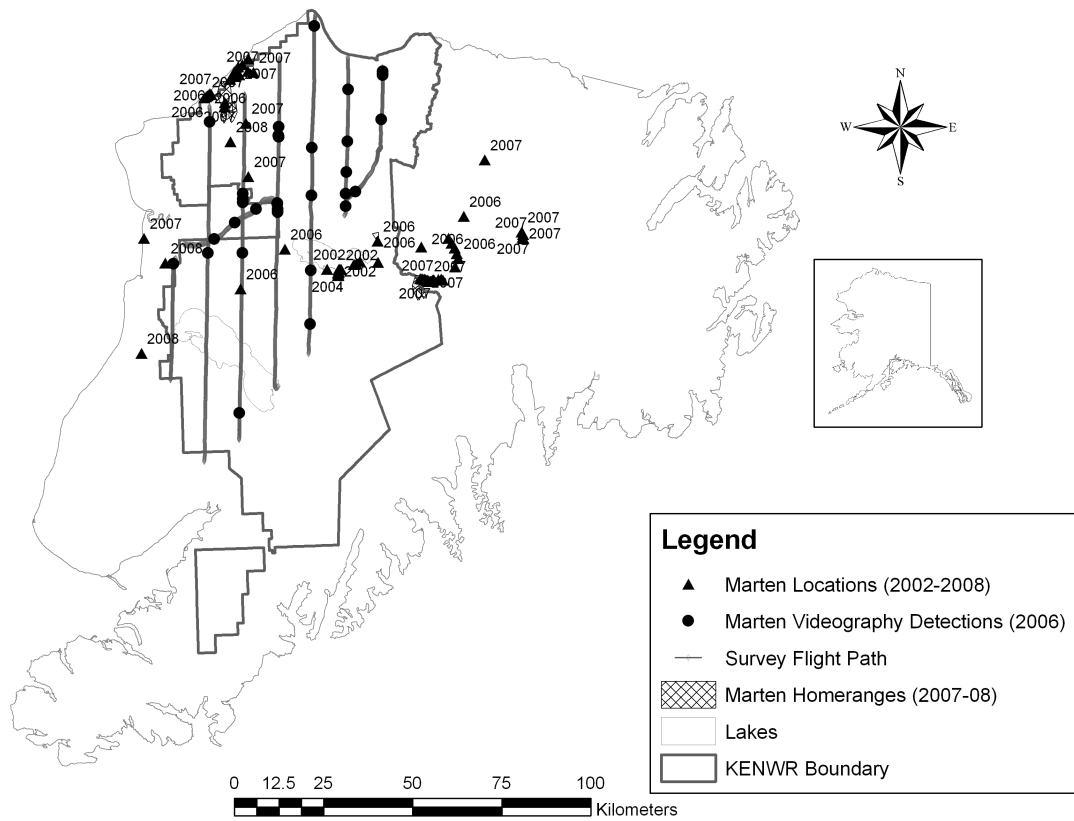 2007 2007
2007
2007
2007
2006
2006
2006
2007
2007
2008
2007
N
W E
S
2007
2006
2007
2007
2007
2007
2007
2006
2006
2006
2006
2006
2008
2002 2002
2002
2004
2006
2007 2007
2007
2007
2008
Legend
Marten Locations (2002-2008)
Marten Videography Detections (2006)
Survey Flight Path
Marten Homeranges (2007-08)
Lakes
KENWR Boundary
0 12.5 25 50 75 100
Kilometers